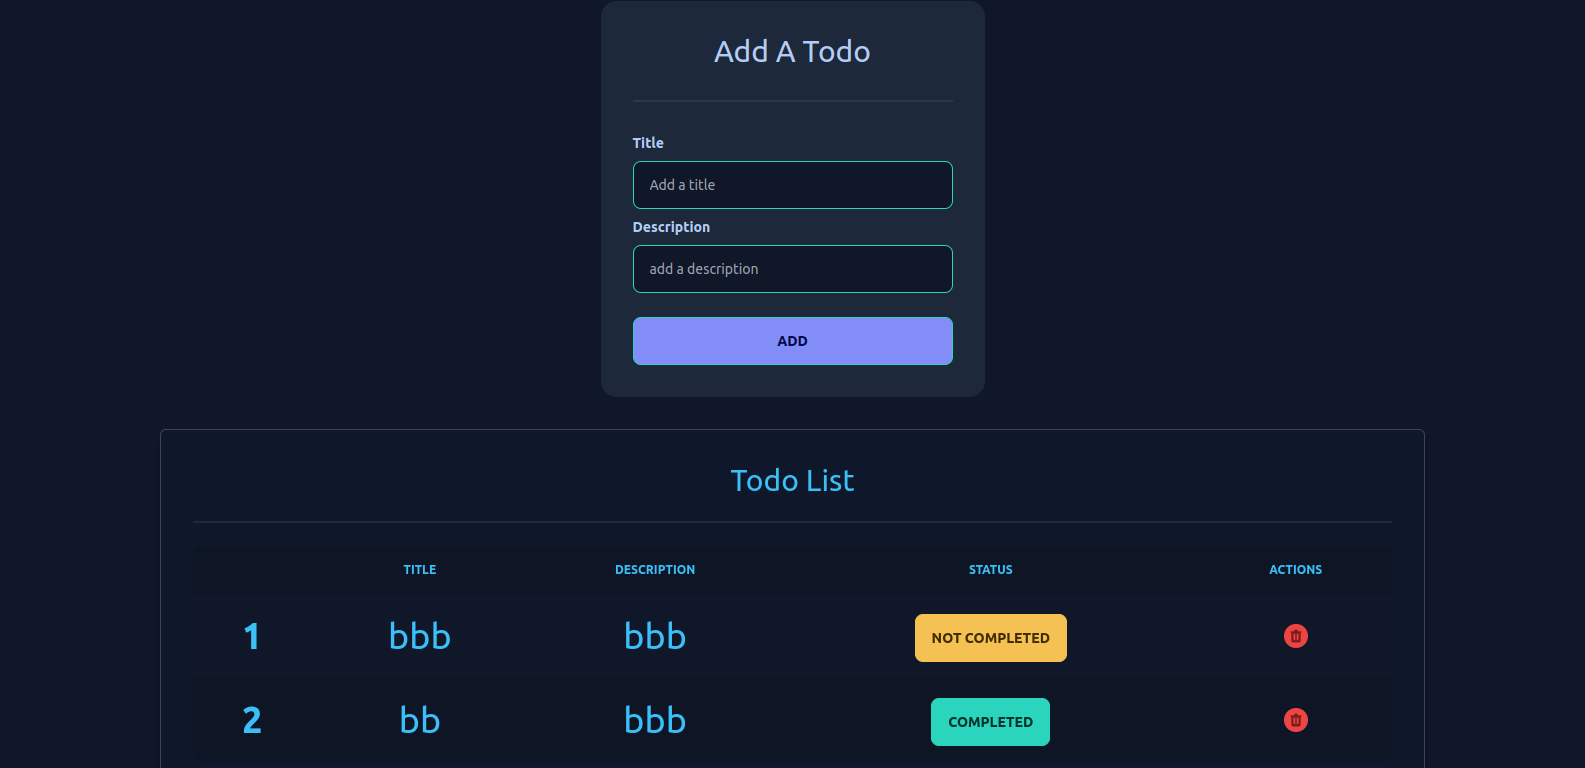 Add A Todo
Title
Add a title
Description
add a description
ADD
Todo List
TITLE DESCRIPTION STATUS ACTIONS
1 bbb bbb NOT COMPLETED
2 bb bbb COMPLETED